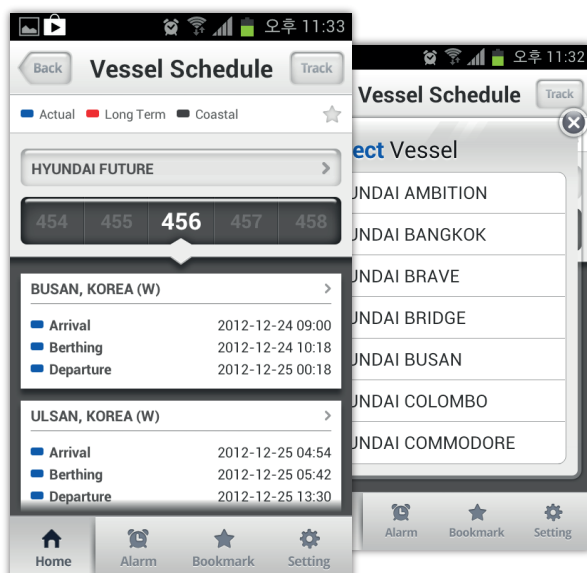 오후 11:33
Back
Vessel Schedule
Track
Actual
Long Term
Coastal
HYUNDAI FUTURE
454 455 456 457 458
BUSAN, KOREA (W)
Arrival 2012-12-24 09:00
Berthing 2012-12-24 10:18
Departure 2012-12-25 00:18
ULSAN, KOREA (W)
Arrival 2012-12-25 04:54
Berthing 2012-12-25 05:42
Departure 2012-12-25 13:30
Home Alarm Bookmark Setting
오후 11:32
Vessel Schedule
Track
ect Vessel
UNDAI AMBITION
UNDAI BANGKOK
UNDAI BRAVE
UNDAI BRIDGE
UNDAI BUSAN
UNDAI COLOMBO
UNDAI COMMODORE
Alarm Bookmark Setting